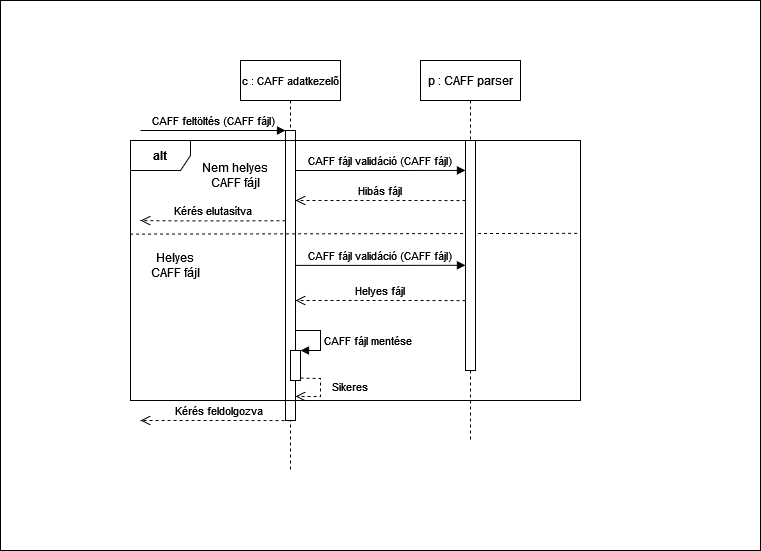 c : CAFF adatkezelő
p : CAFF parser
CAFF feltöltés (CAFF fájl)
alt
Nem helyes
CAFF fájl
CAFF fájl validáció (CAFF fájl)
Hibás fájl
Kérés elutasítva
Helyes
CAFF fájl
CAFF fájl validáció (CAFF fájl)
Helyes fájl
CAFF fájl mentése
Sikeres
Kérés feldolgozva